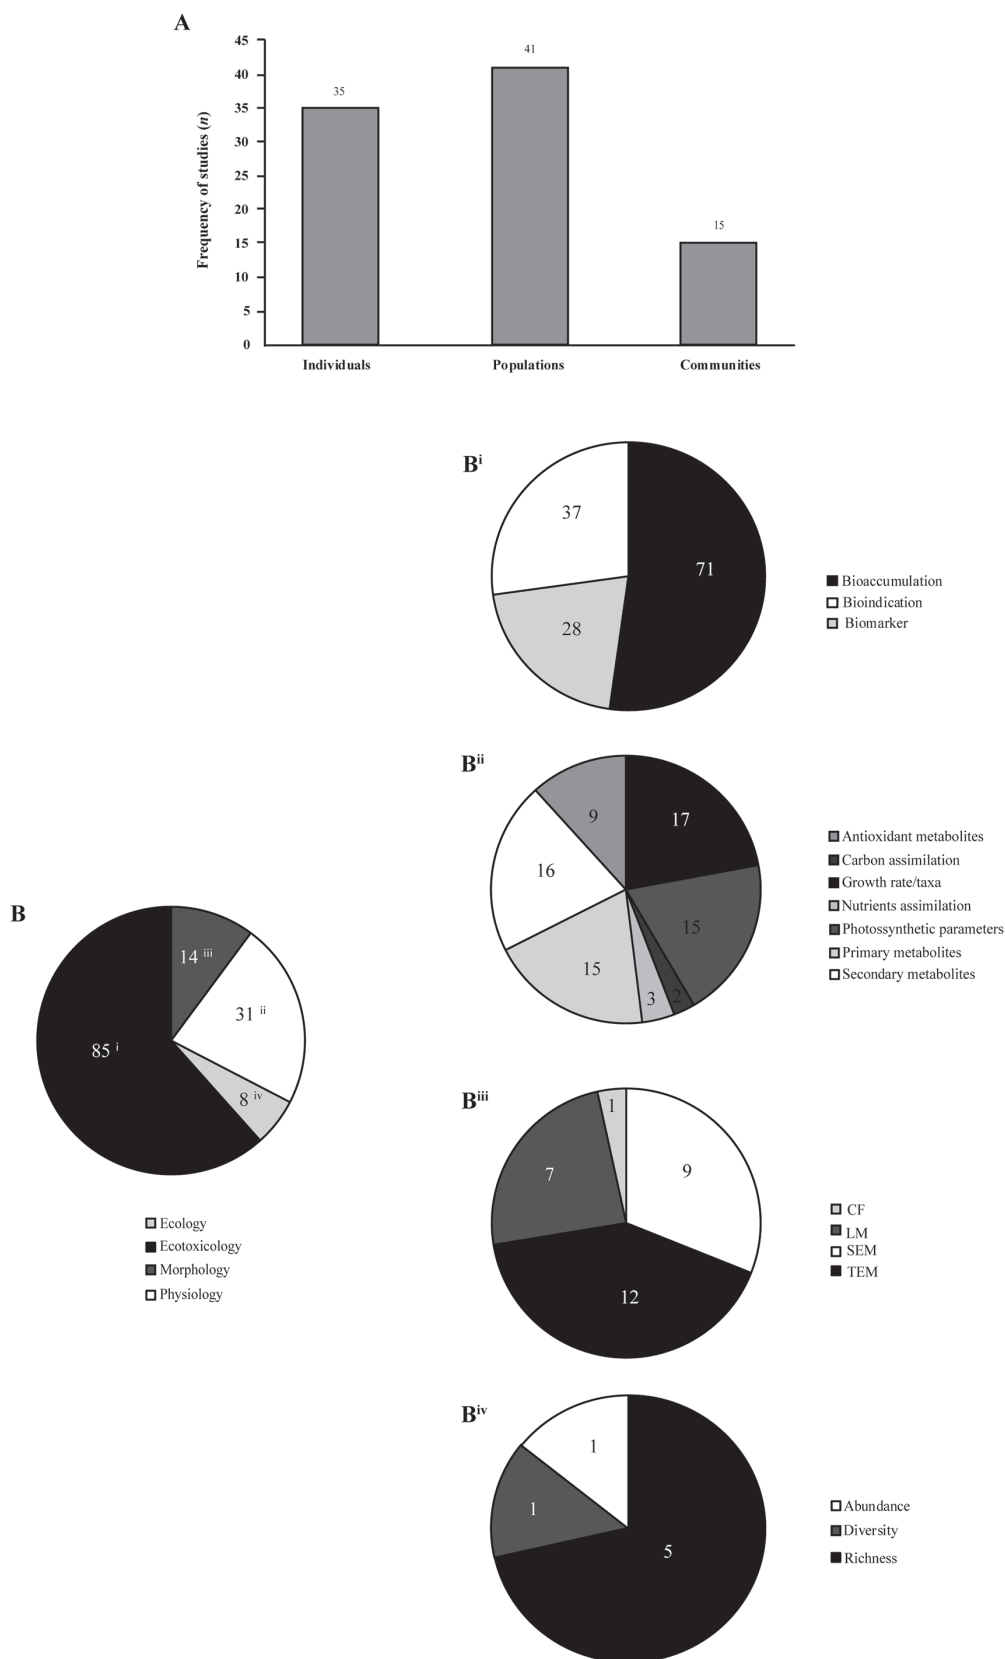 A
45
40
35
30
25
20
15
10
5
0
Frequency of studies (n)
35
41
15
Individuals
Populations
Communities
Bi
37
71
28
Bioaccumulation
Bioindication
Biomarker
Bii
9
17
16
15
15
3
2
Antioxidant metabolites
Carbon assimilation
Growth rate/taxa
Nutrients assimilation
Photossynthetic parameters
Primary metabolites
Secondary metabolites
B
14 iii
31 ii
85 i
8 iv
Ecology
Ecotoxicology
Morphology
Physiology
Biii
1
7
9
12
CF
LM
SEM
TEM
Biv
1
1
5
Abundance
Diversity
Richness